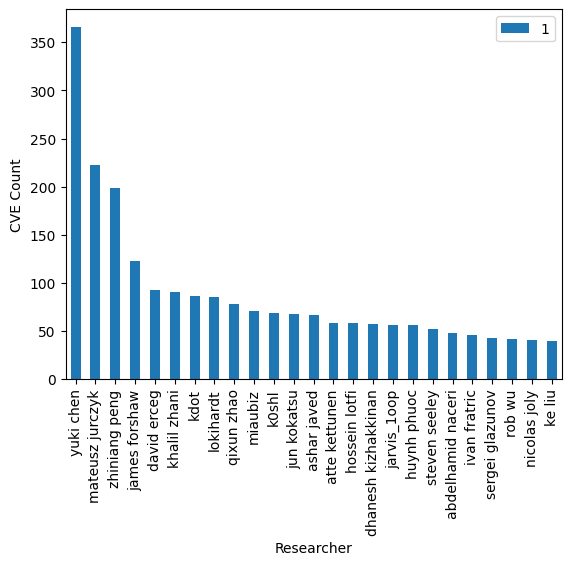 1
350
300
250
200
150
100
50
0
CVE Count
yuki chen
mateusz jurczyk
zhiniang peng
james forshaw
david erceg
khalil zhani
kdot
lokihardt
qixun zhao
miaubiz
k0shl
jun kokatsu
ashar javed
atte kettunen
hossein lotfi
dhanesh kizhakkinan
jarvis_1oop
huynh phuoc
steven seeley
abdelhamid naceri
ivan fratric
sergei glazunov
rob wu
nicolas joly
ke liu
Researcher